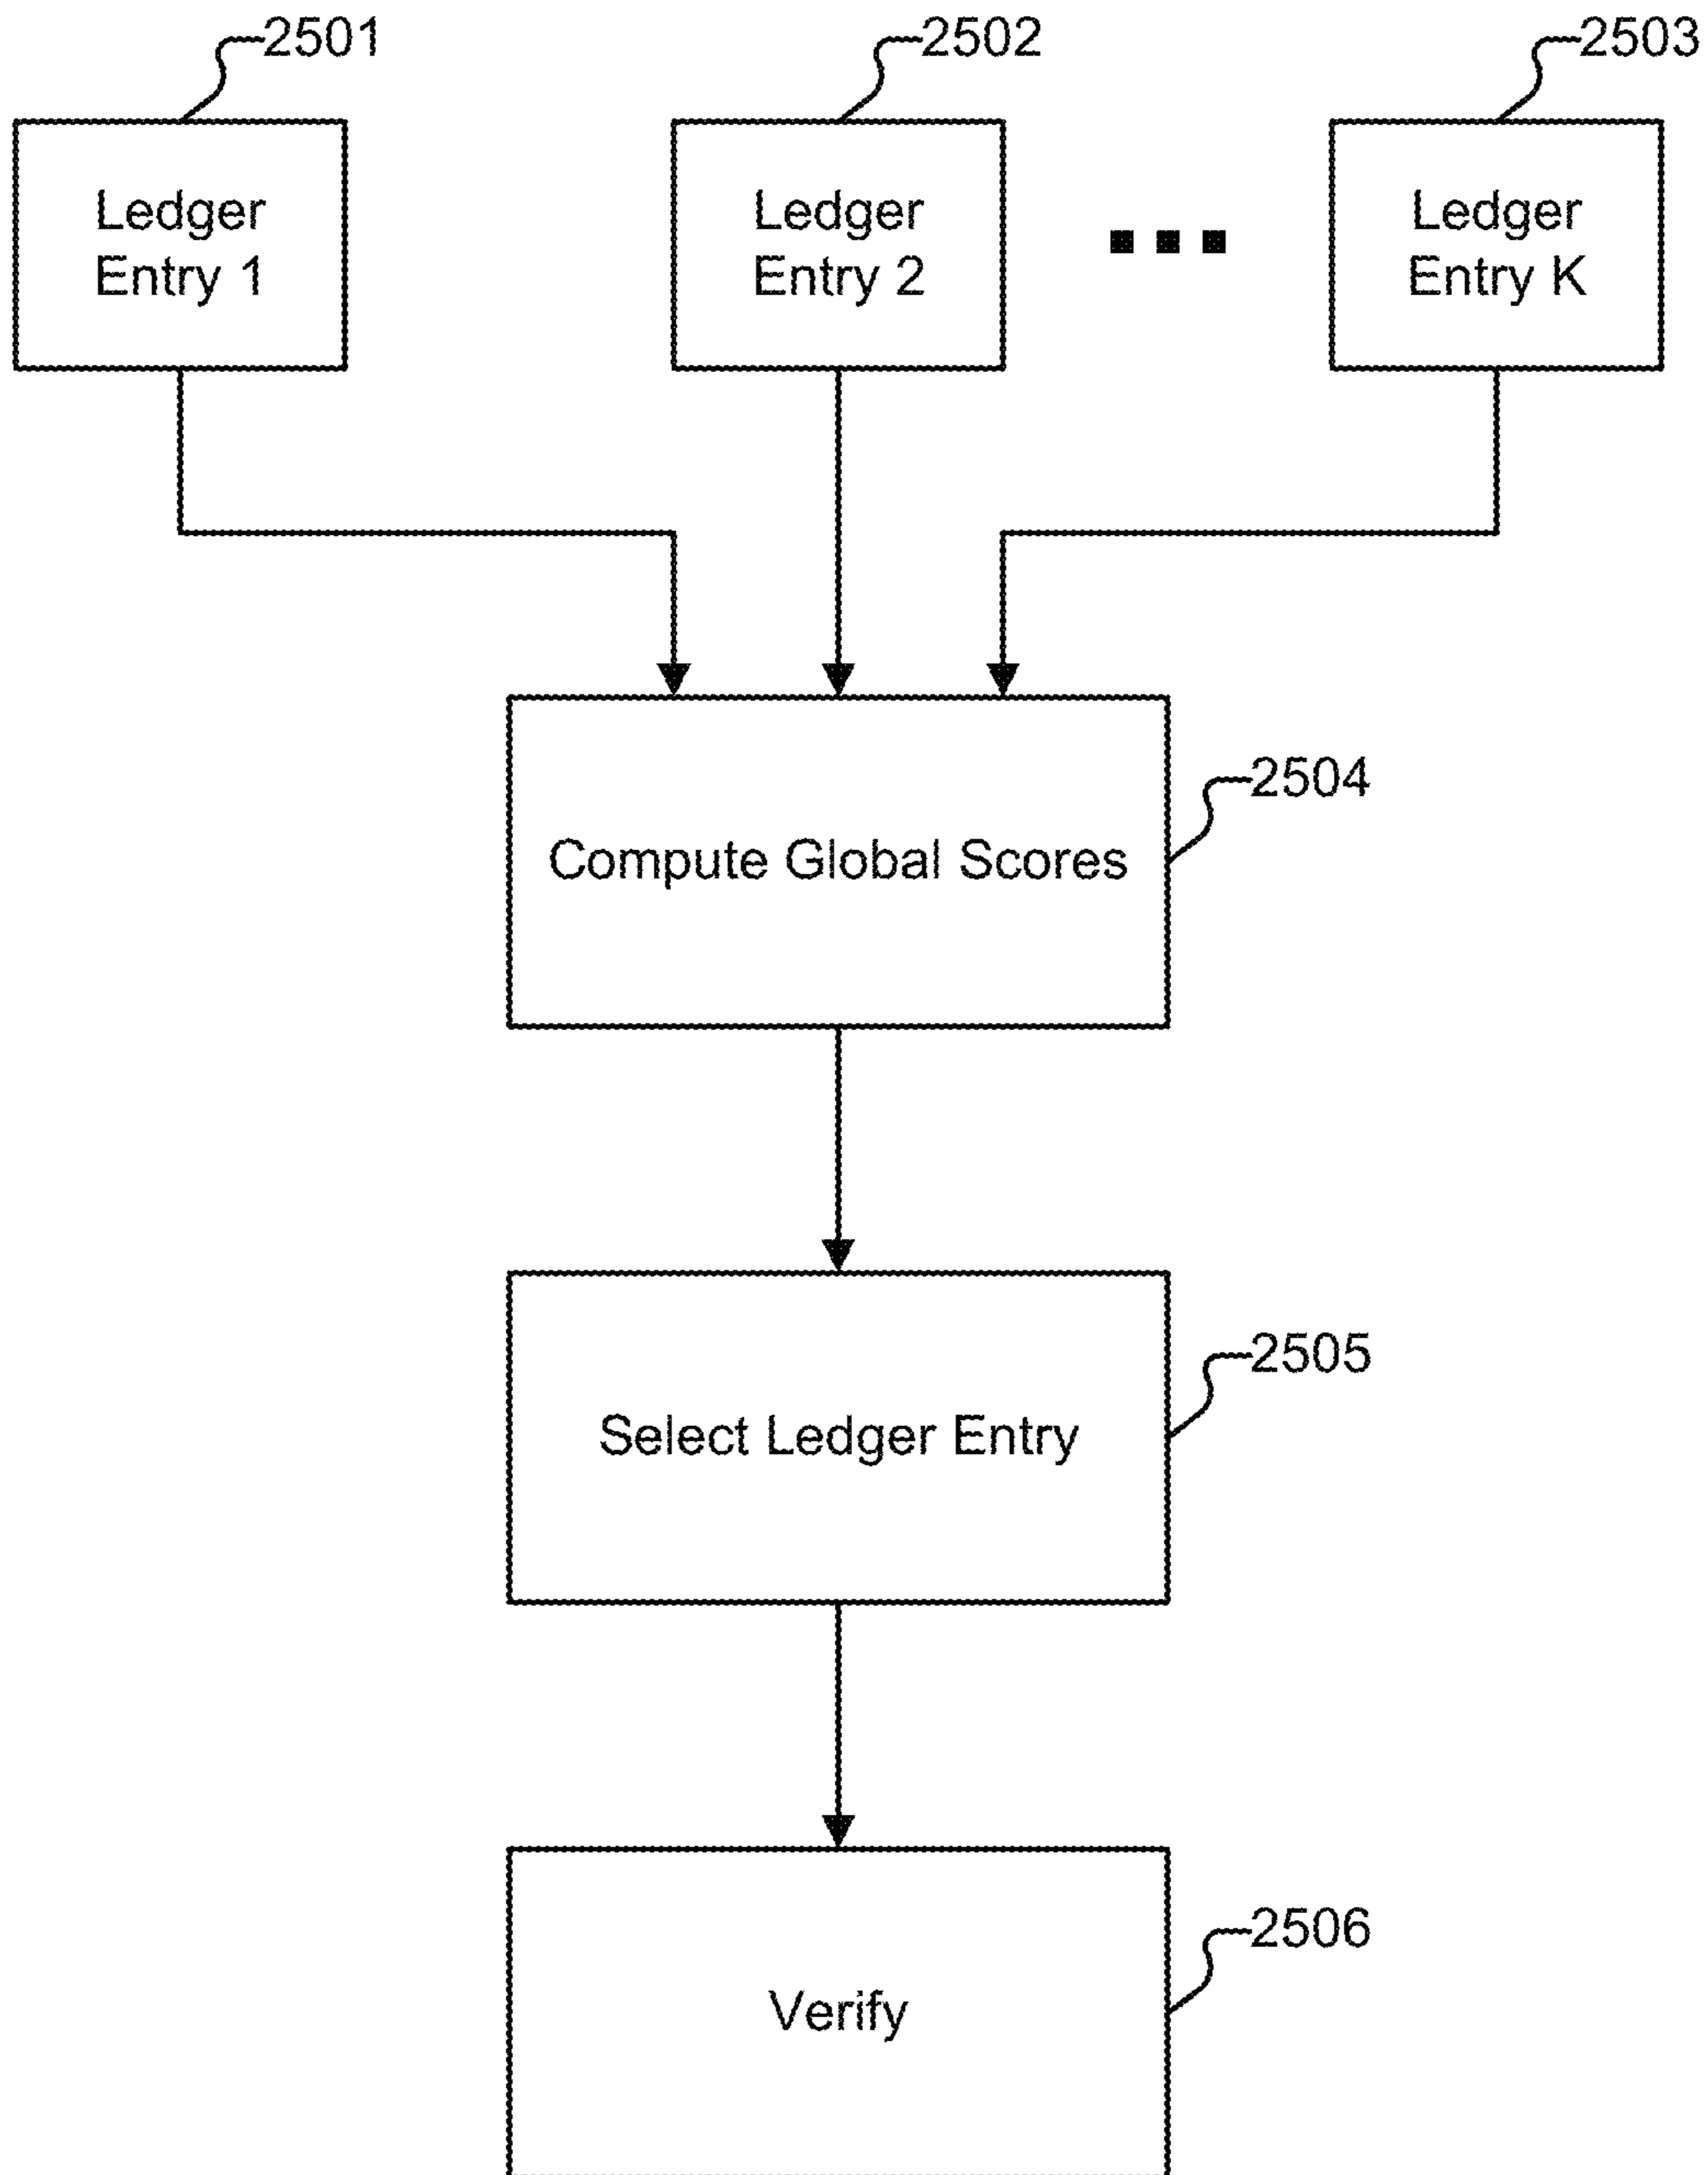 2501
2502
2503
Ledger
Entry 1
Ledger
Entry 2
Ledger
Entry K
2504
Compute Global Scores
2505
Select Ledger Entry
2506
Verify